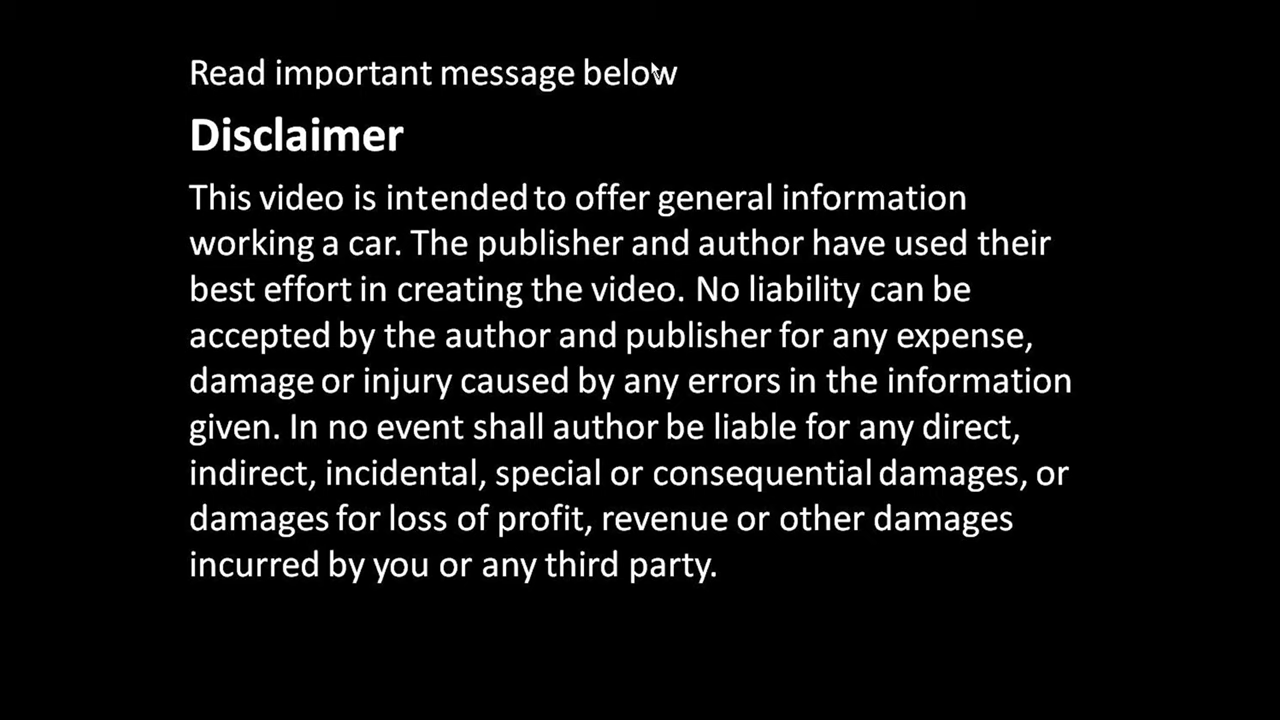 Read important message below
Disclaimer
This video is intended to offer general information
working a car. The publisher and author have used their
best effort in creating the video. No liability can be
accepted by the author and publisher for any expense,
damage or injury caused by any errors in the information
given. In no event shall author be liable for any direct,
indirect, incidental, special or consequential damages, or
damages for loss of profit, revenue or other damages
incurred by you or any third party.